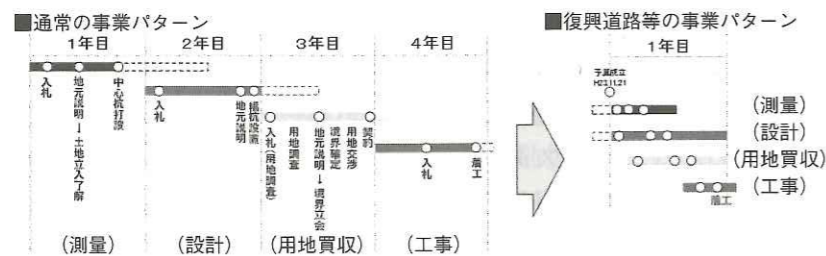 ■通常の事業パターン
1年目
2年目
3年目
4年目
入札
地元説明→土地立入了解
中心杭打設
入札
地元説明
入札(用地調査)
用地調査
地元説明→境界立会
境界確定
用地交渉
契約
入札
着工
(測量)
(設計)
(用地買収)
(工事)
■復興道路等の事業パターン
1年目
予算成立
H23.11.21
(測量)
(設計)
(用地買収)
(工事)
着工